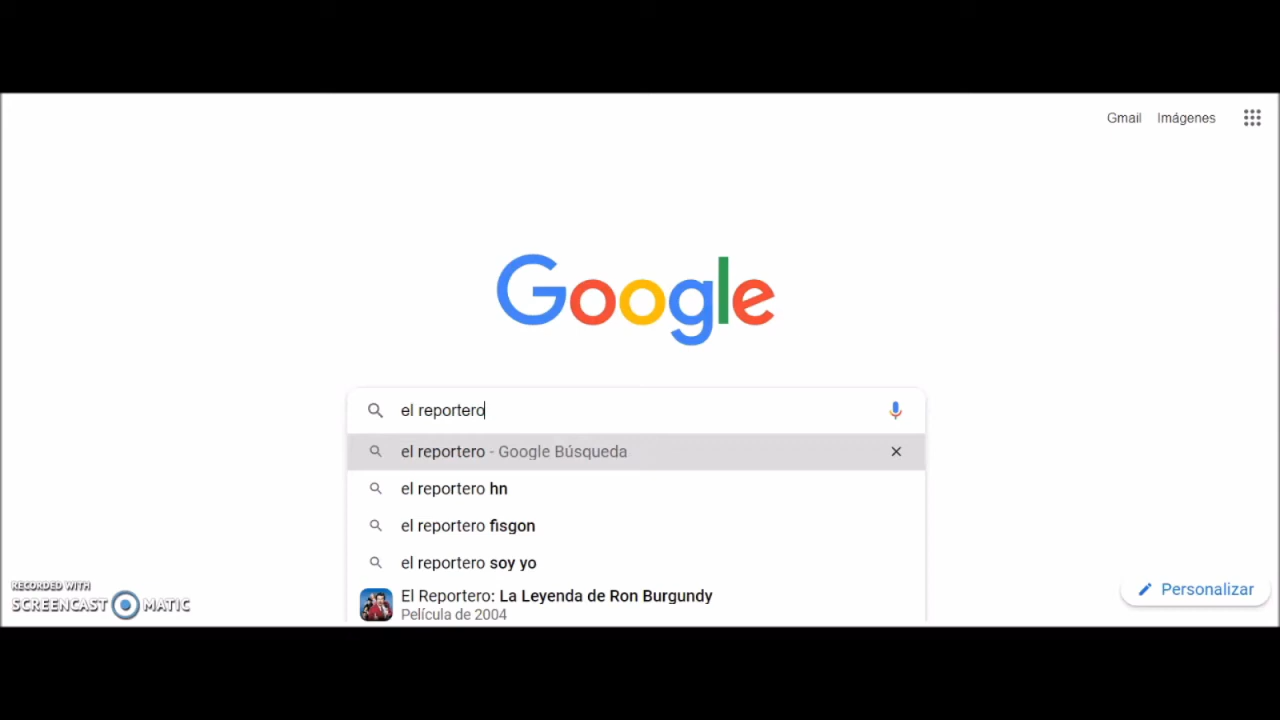 Gmail Imágenes
Google
el reportero
el reportero - Google Búsqueda
el reportero hn
el reportero fisgon
el reportero soy yo
El Reportero: La Leyenda de Ron Burgundy
Película de 2004
Personalizar
RECORDED WITH
SCREENCAST MATIC